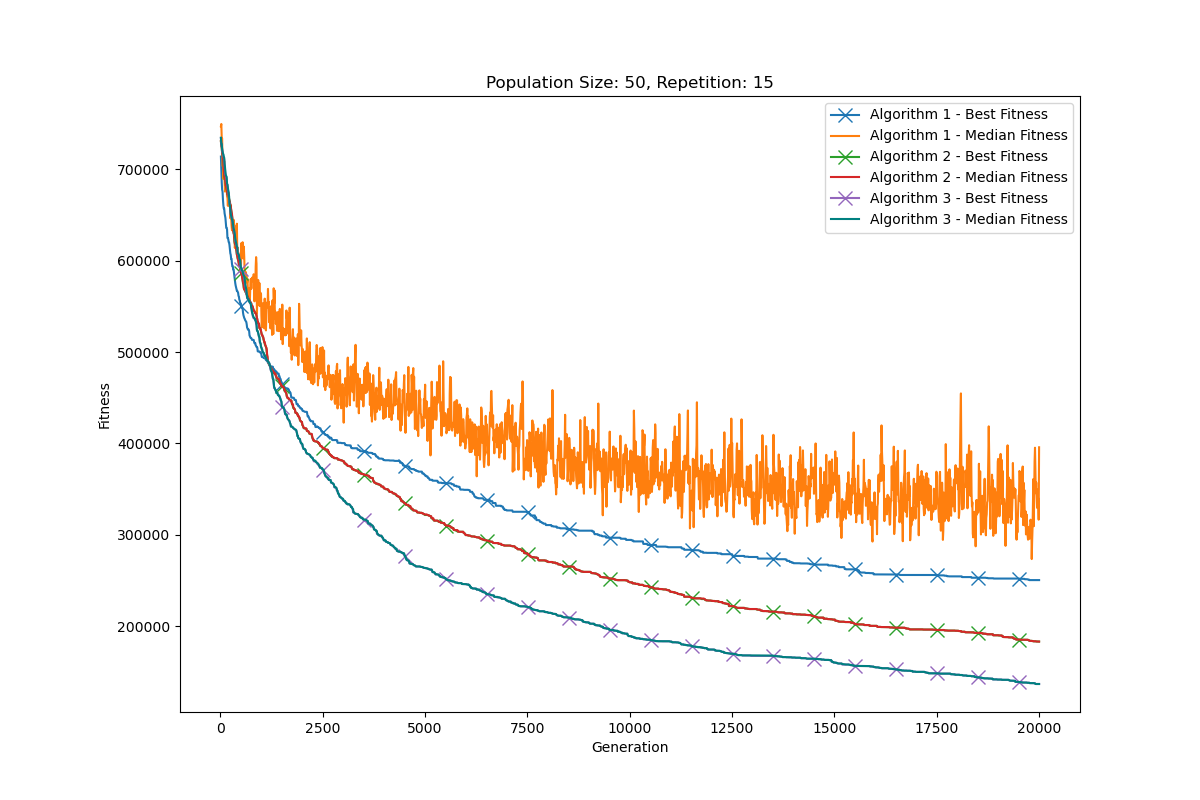 Population Size: 50, Repetition: 15
Algorithm 1 - Best Fitness
Algorithm 1 - Median Fitness
Algorithm 2 - Best Fitness
Algorithm 2 - Median Fitness
Algorithm 3 - Best Fitness
Algorithm 3 - Median Fitness
700000
600000
500000
400000
300000
200000
Fitness
0 2500 5000 7500 10000 12500 15000 17500 20000
Generation